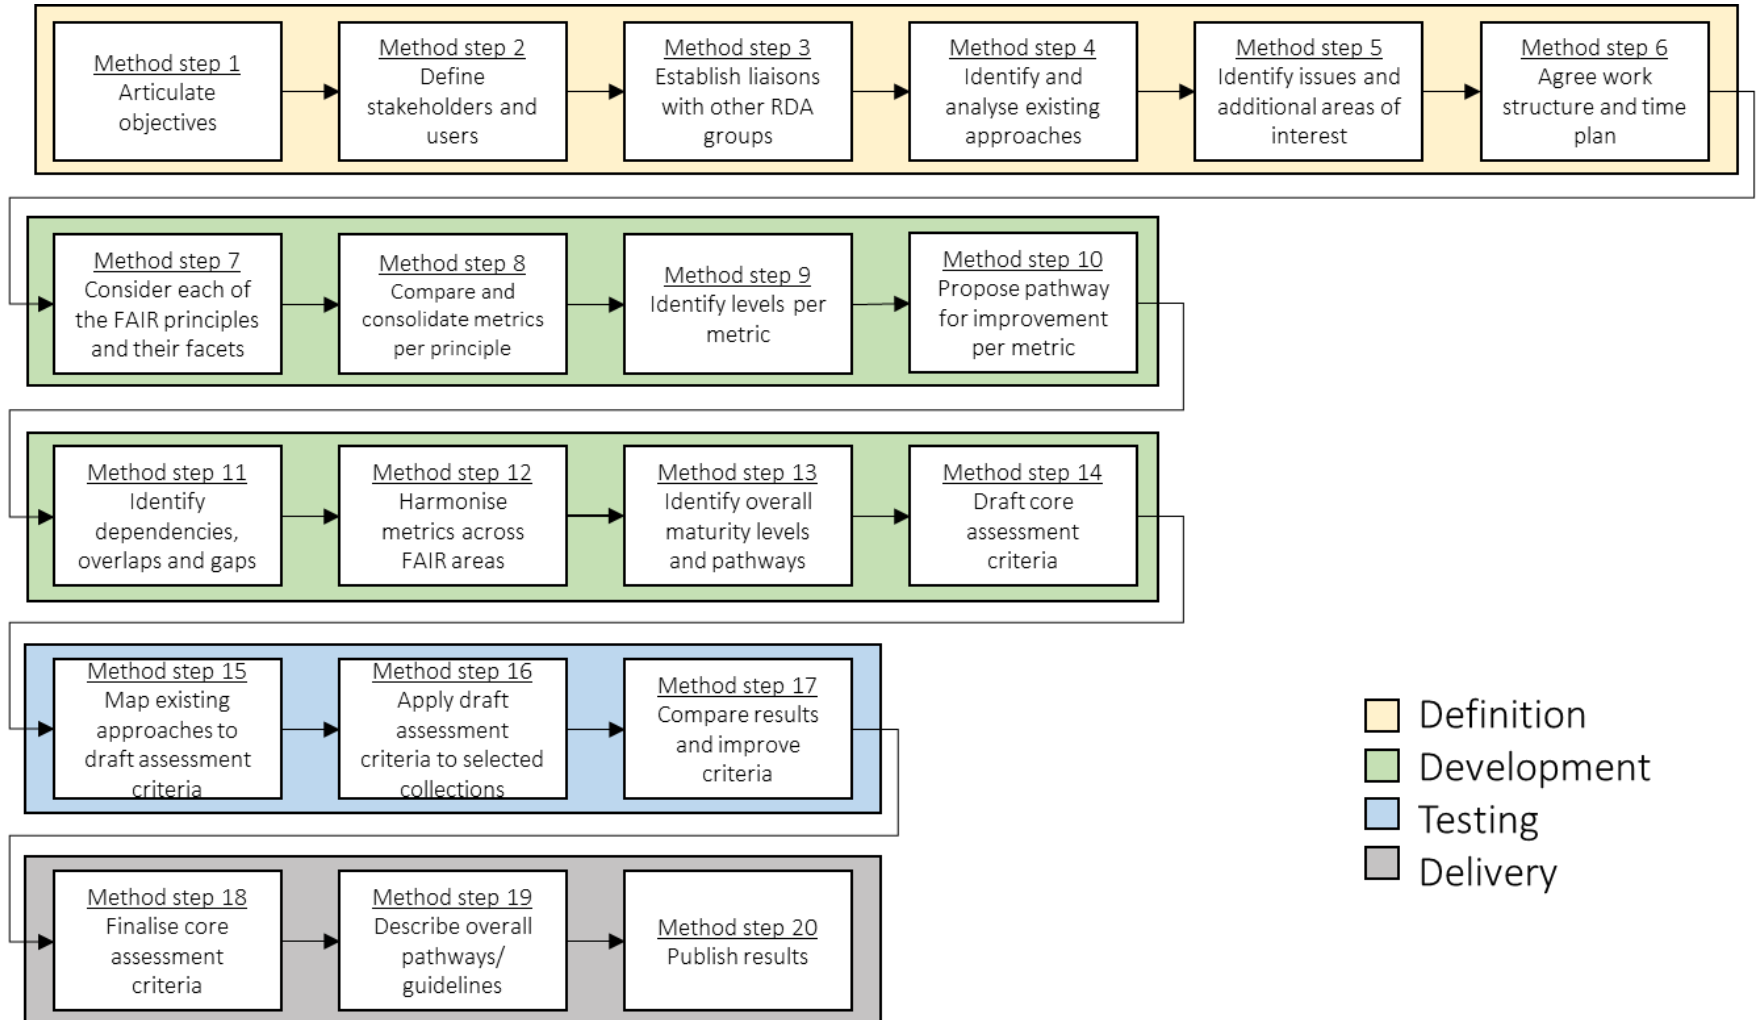 Method step 1
Articulate
objectives
Method step 2
Define
stakeholders and
users
Method step 3
Establish liaisons
with other RDA
groups
Method step 4
Identify and
analyse existing
approaches
Method step 5
Identify issues and
additional areas of
interest
Method step 6
Agree work
structure and time
plan
Method step 7
Consider each of
the FAIR principles
and their facets
Method step 8
Compare and
consolidate metrics
per principle
Method step 9
Identify levels per
metric
Method step 10
Propose pathway
for improvement
per metric
Method step 11
Identify
dependencies,
overlaps and gaps
Method step 12
Harmonise
metrics across
FAIR areas
Method step 13
Identify overall
maturity levels
and pathways
Method step 14
Draft core
assessment
criteria
Method step 15
Map existing
approaches to
draft assessment
criteria
Method step 16
Apply draft
assessment
criteria to selected
collections
Method step 17
Compare results
and improve
criteria
Method step 18
Finalise core
assessment
criteria
Method step 19
Describe overall
pathways/
guidelines
Method step 20
Publish results
Definition
Development
Testing
Delivery